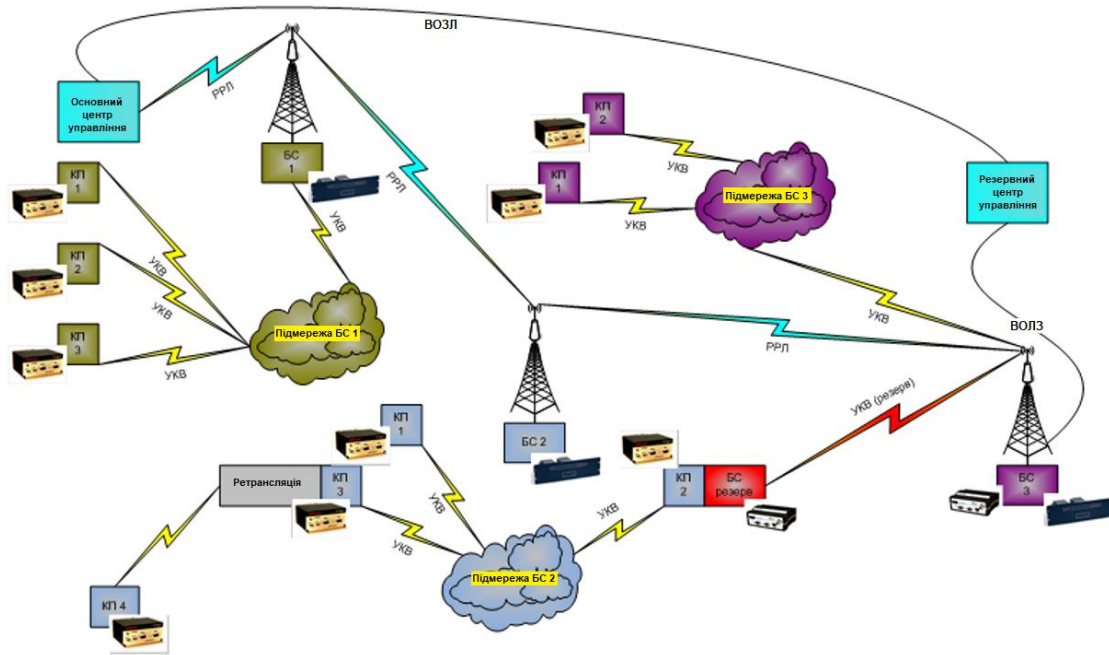 ВОЗЛ
РРЛ
Основний
центр
управління
КП
2
БС
1
УКВ
КП
1
КП
1
РРЛ
Підмережа БС 3
Резервний
центр
управління
УКВ
УКВ
КП
2
УКВ
УКВ
УКВ
Підмережа БС 1
ВОЛЗ
КП
3
РРЛ
УКВ
УКВ (резерв)
КП
1
БС 2
Ретрансляція
КП
3
КП
2
БС
резерв
БС
3
УКВ
УКВ
УКВ
Підмережа БС 2
КП 4